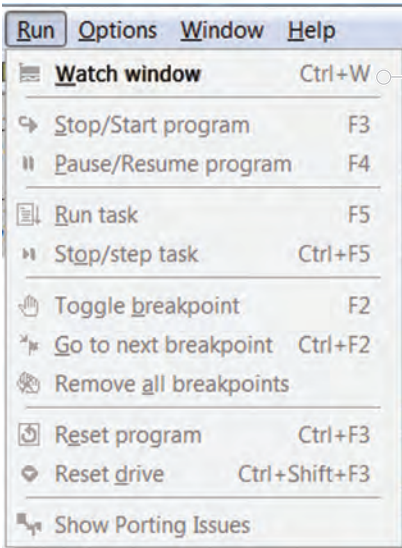 Run Options Window Help
Watch window Ctrl+W
Stop/Start program F3
Pause/Resume program F4
Run task F5
Stop/step task Ctrl+F5
Toggle breakpoint F2
Go to next breakpoint Ctrl+F2
Remove all breakpoints
Reset program Ctrl+F3
Reset drive Ctrl+Shift+F3
Show Porting Issues